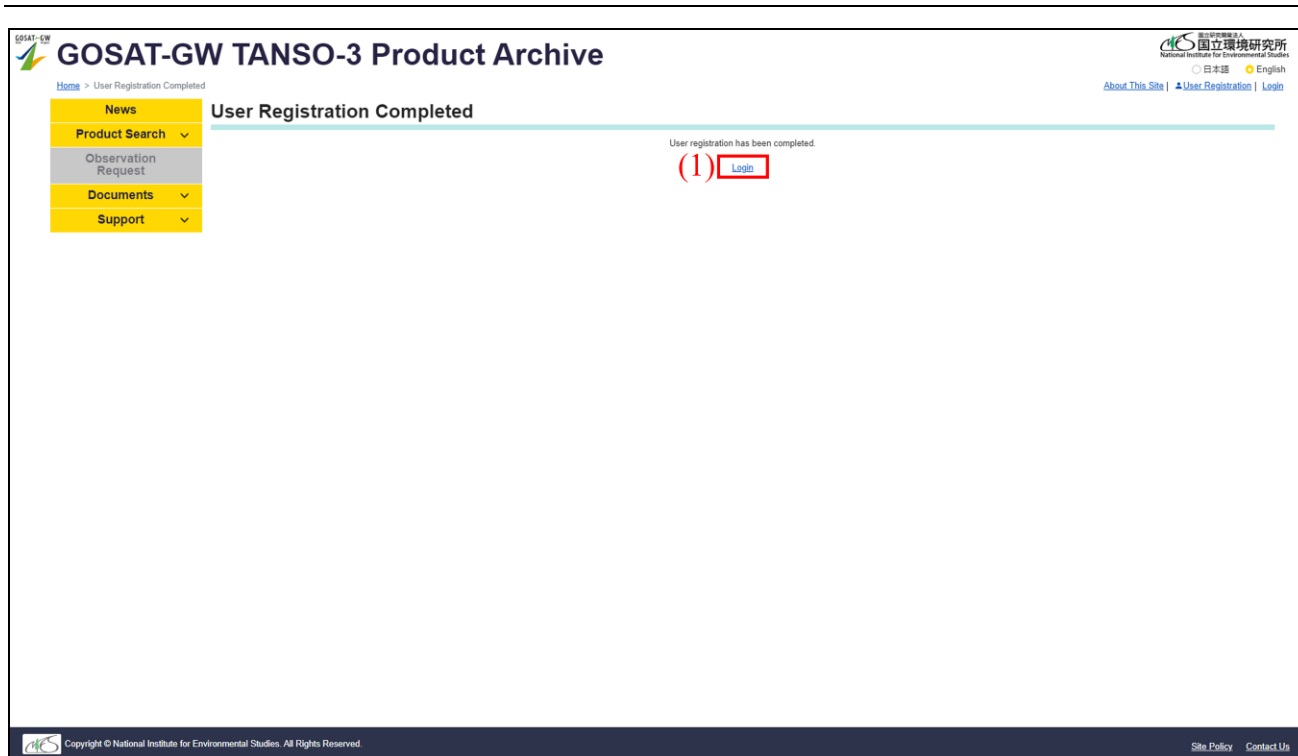 GOSAT-GW
GOSAT-GW TANSO-3 Product Archive
国立研究開発法人
国立環境研究所
National Institute for Environmental Studies
日本語 English
Home > User Registration Completed
About This Site | User Registration | Login
News
Product Search
Observation
Request
Documents
Support
User Registration Completed
User registration has been completed.
(1) Login
NIES
Copyright © National Institute for Environmental Studies. All Rights Reserved.
Site Policy Contact Us